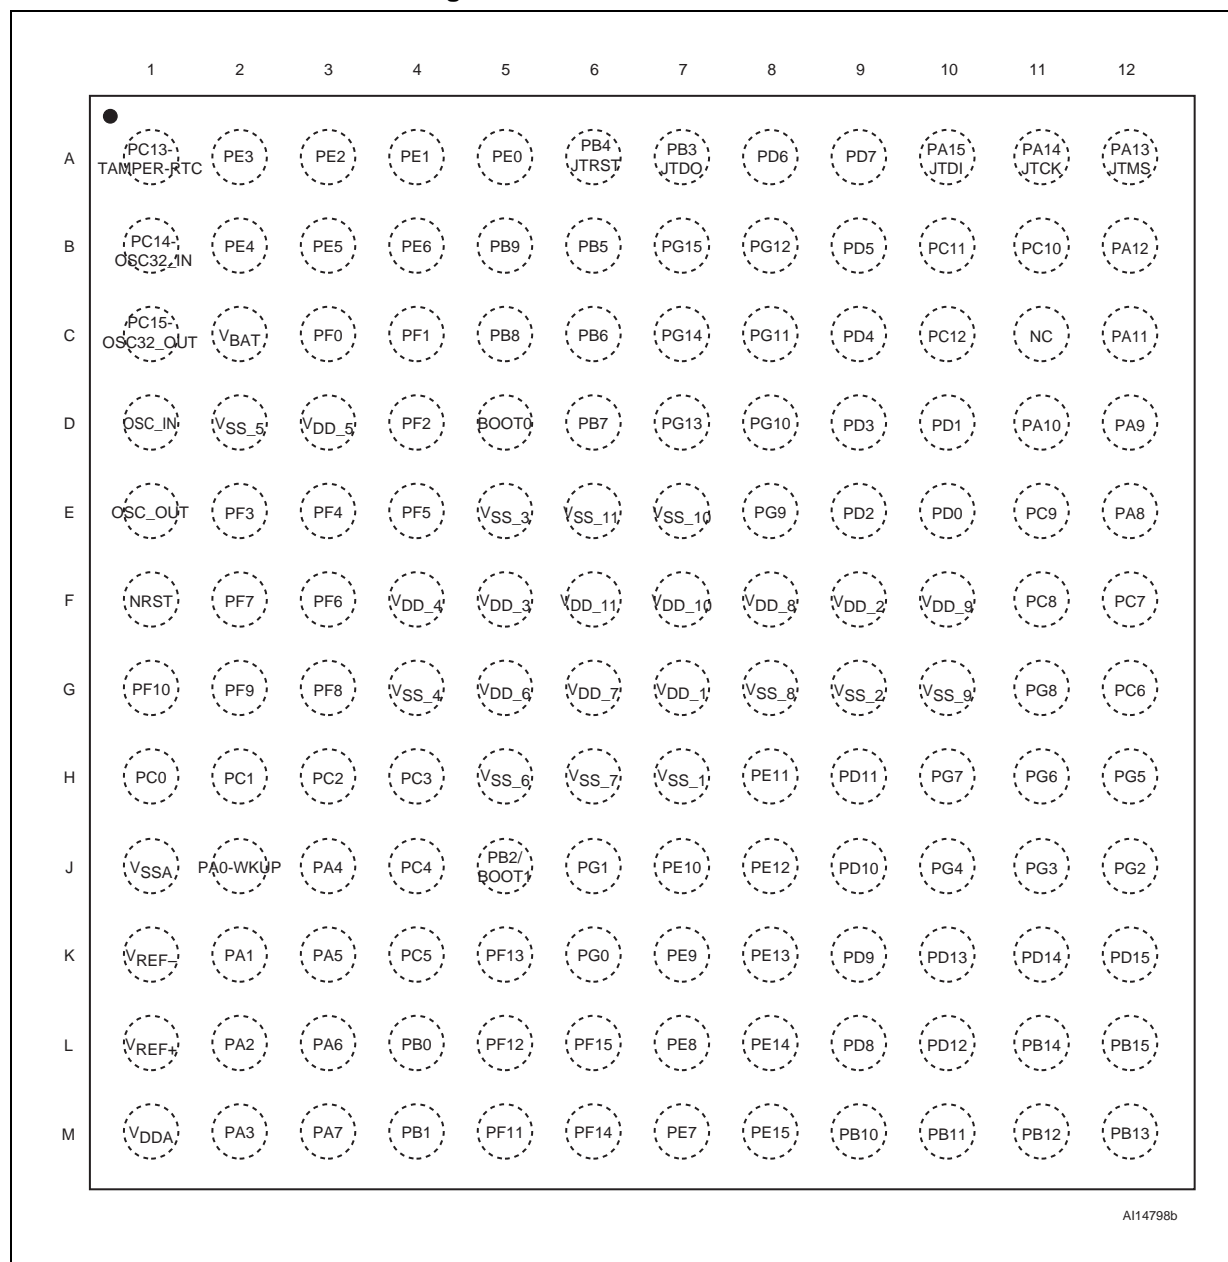 1 2 3 4 5 6 7 8 9 10 11 12
A PC13-TAMPER-RTC PE3 PE2 PE1 PE0 PB4 JTRST PB3 JTDO PD6 PD7 PA15 JTDI PA14 JTCK PA13 JTMS
B PC14-OSC32_IN PE4 PE5 PE6 PB9 PB5 PG15 PG12 PD5 PC11 PC10 PA12
C PC15-OSC32_OUT VBAT PF0 PF1 PB8 PB6 PG14 PG11 PD4 PC12 NC PA11
D OSC_IN VSS_5 VDD_5 PF2 BOOT0 PB7 PG13 PG10 PD3 PD1 PA10 PA9
E OSC_OUT PF3 PF4 PF5 VSS_3 VSS_11 VSS_10 PG9 PD2 PD0 PC9 PA8
F NRST PF7 PF6 VDD_4 VDD_3 VDD_11 VDD_10 VDD_8 VDD_2 VDD_9 PC8 PC7
G PF10 PF9 PF8 VSS_4 VDD_6 VDD_7 VDD_1 VSS_8 VSS_2 VSS_9 PG8 PC6
H PC0 PC1 PC2 PC3 VSS_6 VSS_7 VSS_1 PE11 PD11 PG7 PG6 PG5
J VSSA PA0-WKUP PA4 PC4 PB2/BOOT1 PG1 PE10 PE12 PD10 PG4 PG3 PG2
K VREF– PA1 PA5 PC5 PF13 PG0 PE9 PE13 PD9 PD13 PD14 PD15
L VREF+ PA2 PA6 PB0 PF12 PF15 PE8 PE14 PD8 PD12 PB14 PB15
M VDDA PA3 PA7 PB1 PF11 PF14 PE7 PE15 PB10 PB11 PB12 PB13
AI14798b